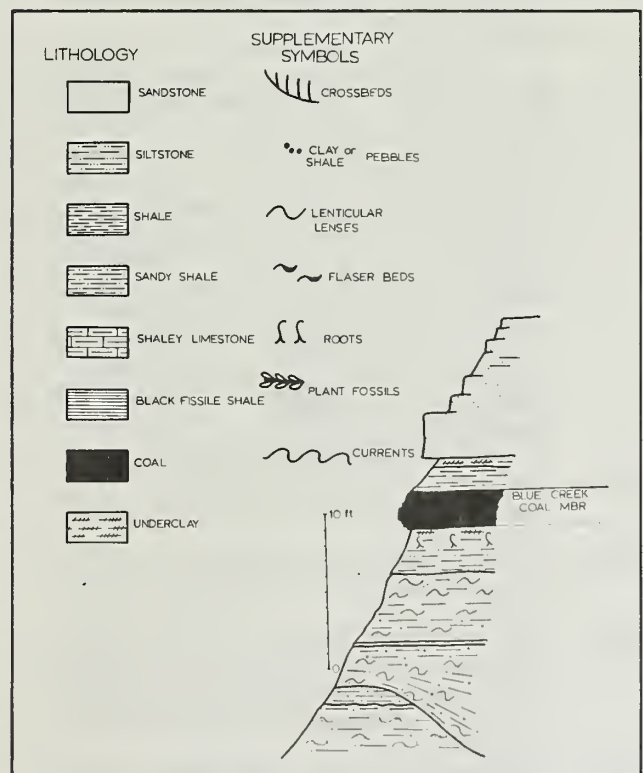 LITHOLOGY
SUPPLEMENTARY
SYMBOLS
SANDSTONE
CROSSBEDS
SILTSTONE
CLAY or
SHALE PEBBLES
SHALE
LENTICULAR
LENSES
SANDY SHALE
FLASER BEDS
SHALEY LIMESTONE
ROOTS
BLACK FISSILE SHALE
PLANT FOSSILS
COAL
CURRENTS
UNDERCLAY
BLUE CREEK
COAL MBR
10 ft
0